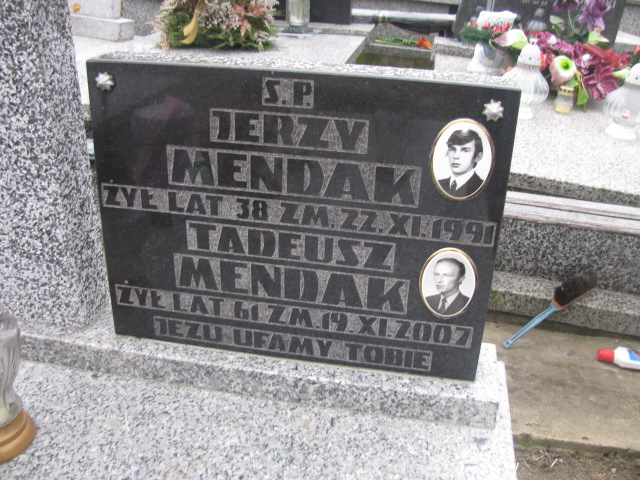 Ś.P.
JERZY
MENDAK
ŻYŁ LAT 38 ZM. 22.XI.1991
TADEUSZ
MENDAK
ŻYŁ LAT 61 ZM. 19.XI.2007
JEZU UFAMY TOBIE